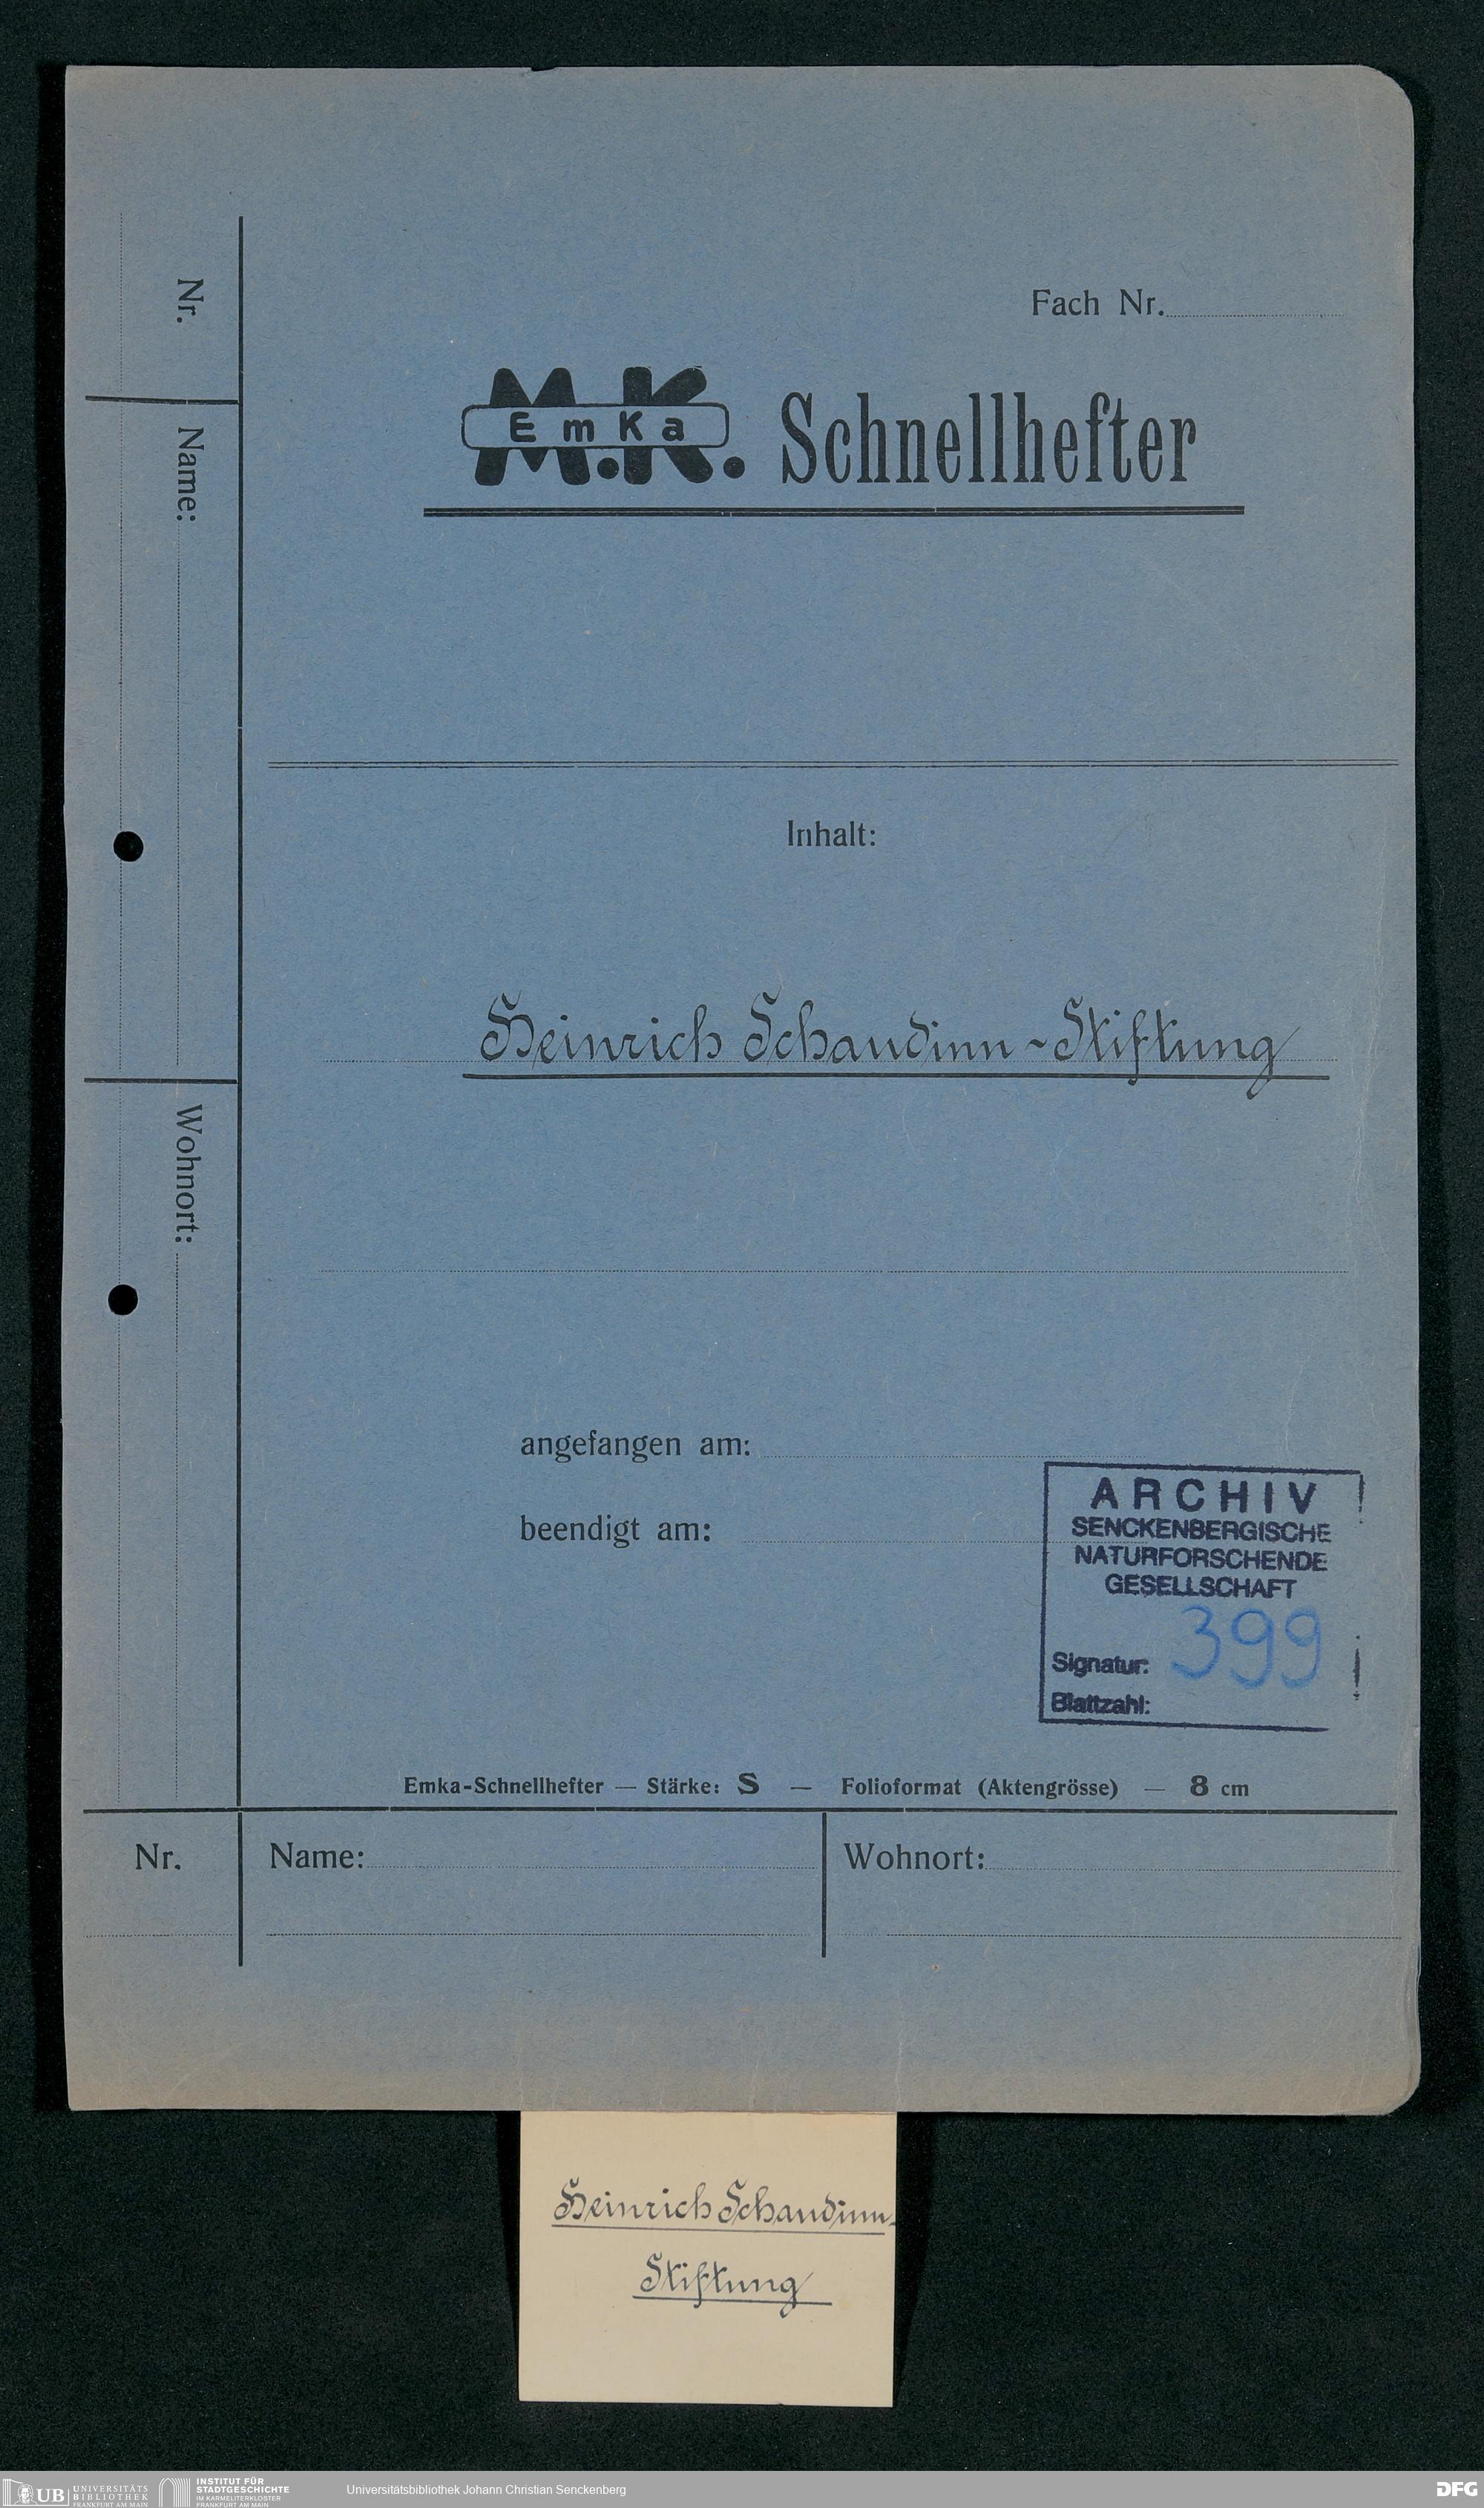 Fach Nr.
M.K.
EmKa
Schnellhefter
Nr.
Name:
Wohnort:
Inhalt:
Heinrich Schaudinn-Stiftung
angefangen am:
beendigt am:
ARCHIV
SENCKENBERGISCHE
NATURFORSCHENDE
GESELLSCHAFT
Signatur: 399
Blattzahl:
Emka-Schnellhefter — Stärke: S — Folioformat (Aktengrösse) — 8 cm
Nr. Name: Wohnort:
Heinrich Schaudinn-
Stiftung
UB UNIVERSITÄTS
BIBLIOTHEK
FRANKFURT AM MAIN
INSTITUT FÜR
STADTGESCHICHTE
IM KARMELITERKLOSTER
FRANKFURT AM MAIN
Universitätsbibliothek Johann Christian Senckenberg
DFG